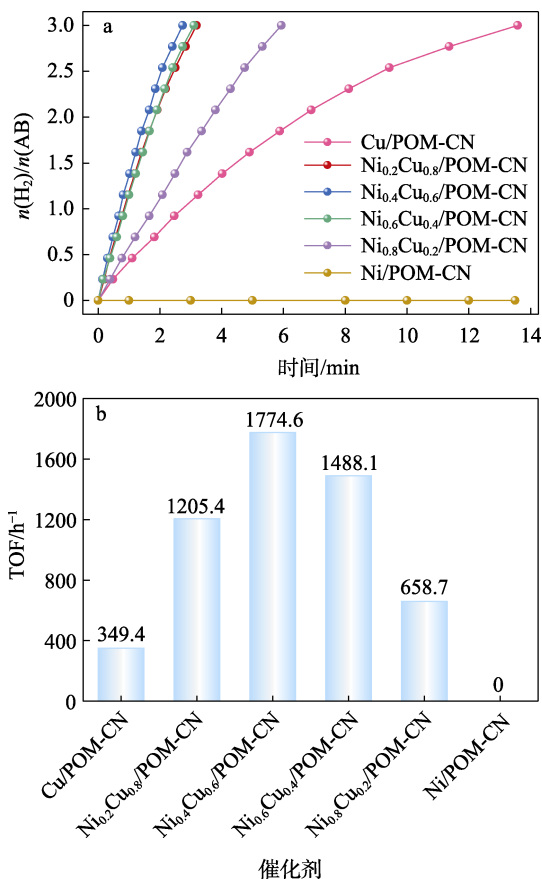 a
3.0
2.5
2.0
1.5
1.0
0.5
0
n(H₂)/n(AB)
Cu/POM-CN
Ni₀.₂Cu₀.₈/POM-CN
Ni₀.₄Cu₀.₆/POM-CN
Ni₀.₆Cu₀.₄/POM-CN
Ni₀.₈Cu₀.₂/POM-CN
Ni/POM-CN
0 2 4 6 8 10 12 14
时间/min
b
2000
1600
1200
800
400
0
TOF/h⁻¹
349.4
1205.4
1774.6
1488.1
658.7
0
Cu/POM-CN
Ni₀.₂Cu₀.₈/POM-CN
Ni₀.₄Cu₀.₆/POM-CN
Ni₀.₆Cu₀.₄/POM-CN
Ni₀.₈Cu₀.₂/POM-CN
Ni/POM-CN
催化剂